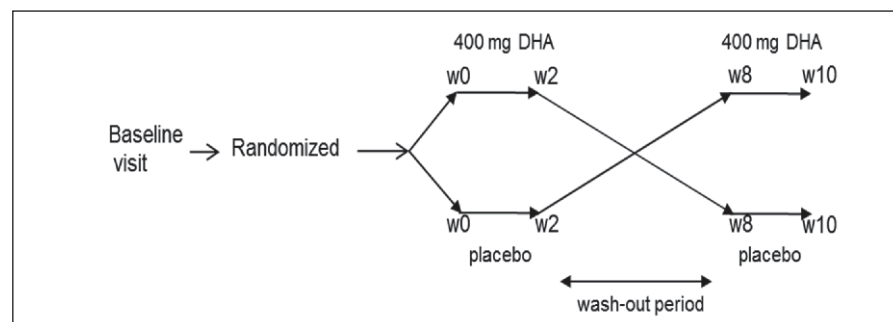 400 mg DHA 400 mg DHA
w0 w2 w8 w10
Baseline
visit
Randomized
w0 w2 w8 w10
placebo placebo
wash-out period